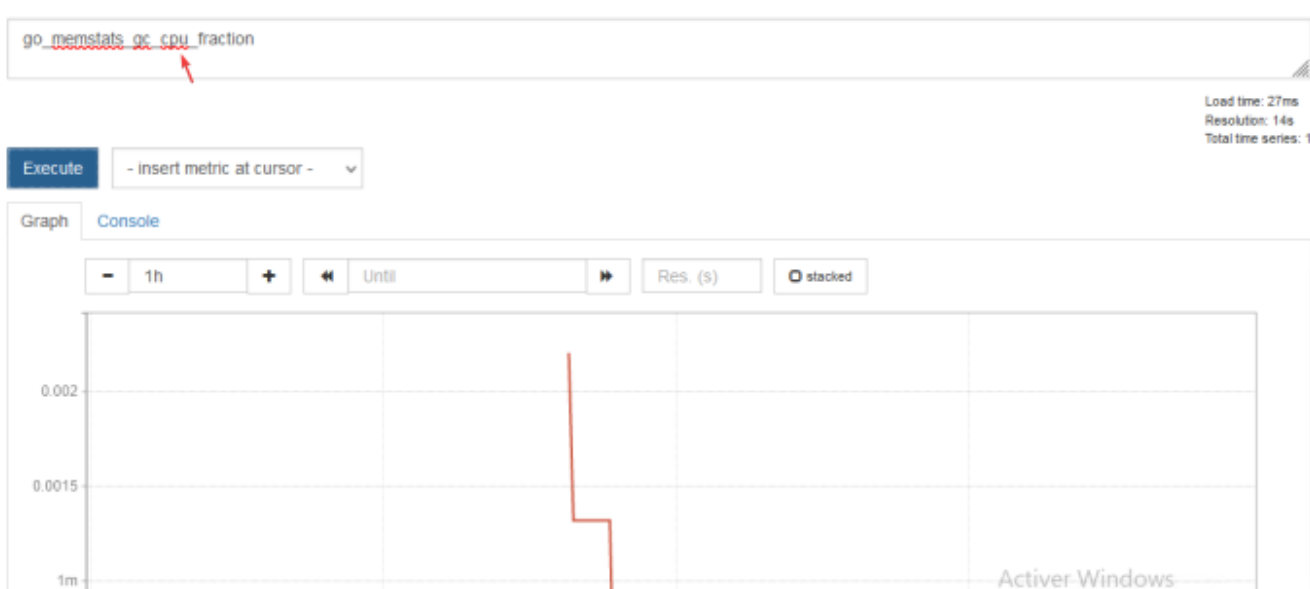 go_memstats_gc_cpu_fraction
Load time: 27ms
Resolution: 14s
Total time series: 1
Execute
- insert metric at cursor -
Graph
Console
1h
Until
Res. (s)
stacked
0.002
0.0015
1m
Activer Windows